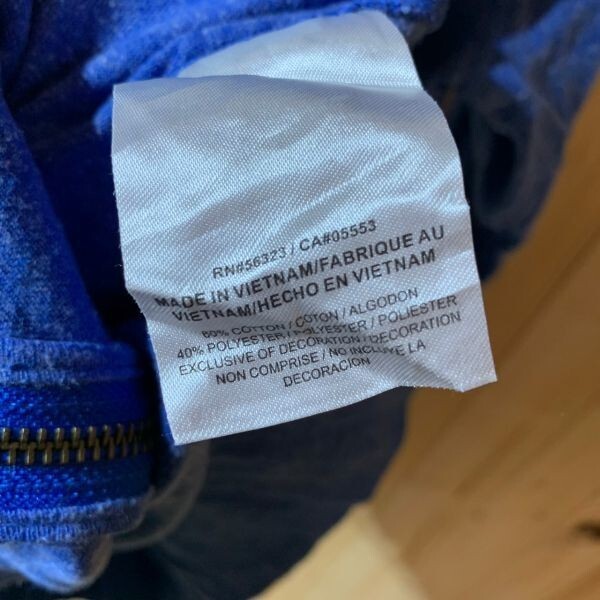 RN#56323 / CA#05553
MADE IN VIETNAM/FABRIQUE AU
VIETNAM/HECHO EN VIETNAM
60% COTTON / COTON / ALGODON
40% POLYESTER / POLYESTER / POLIESTER
EXCLUSIVE OF DECORATION / DECORATION
NON COMPRISE / NO INCLUYE LA
DECORACION